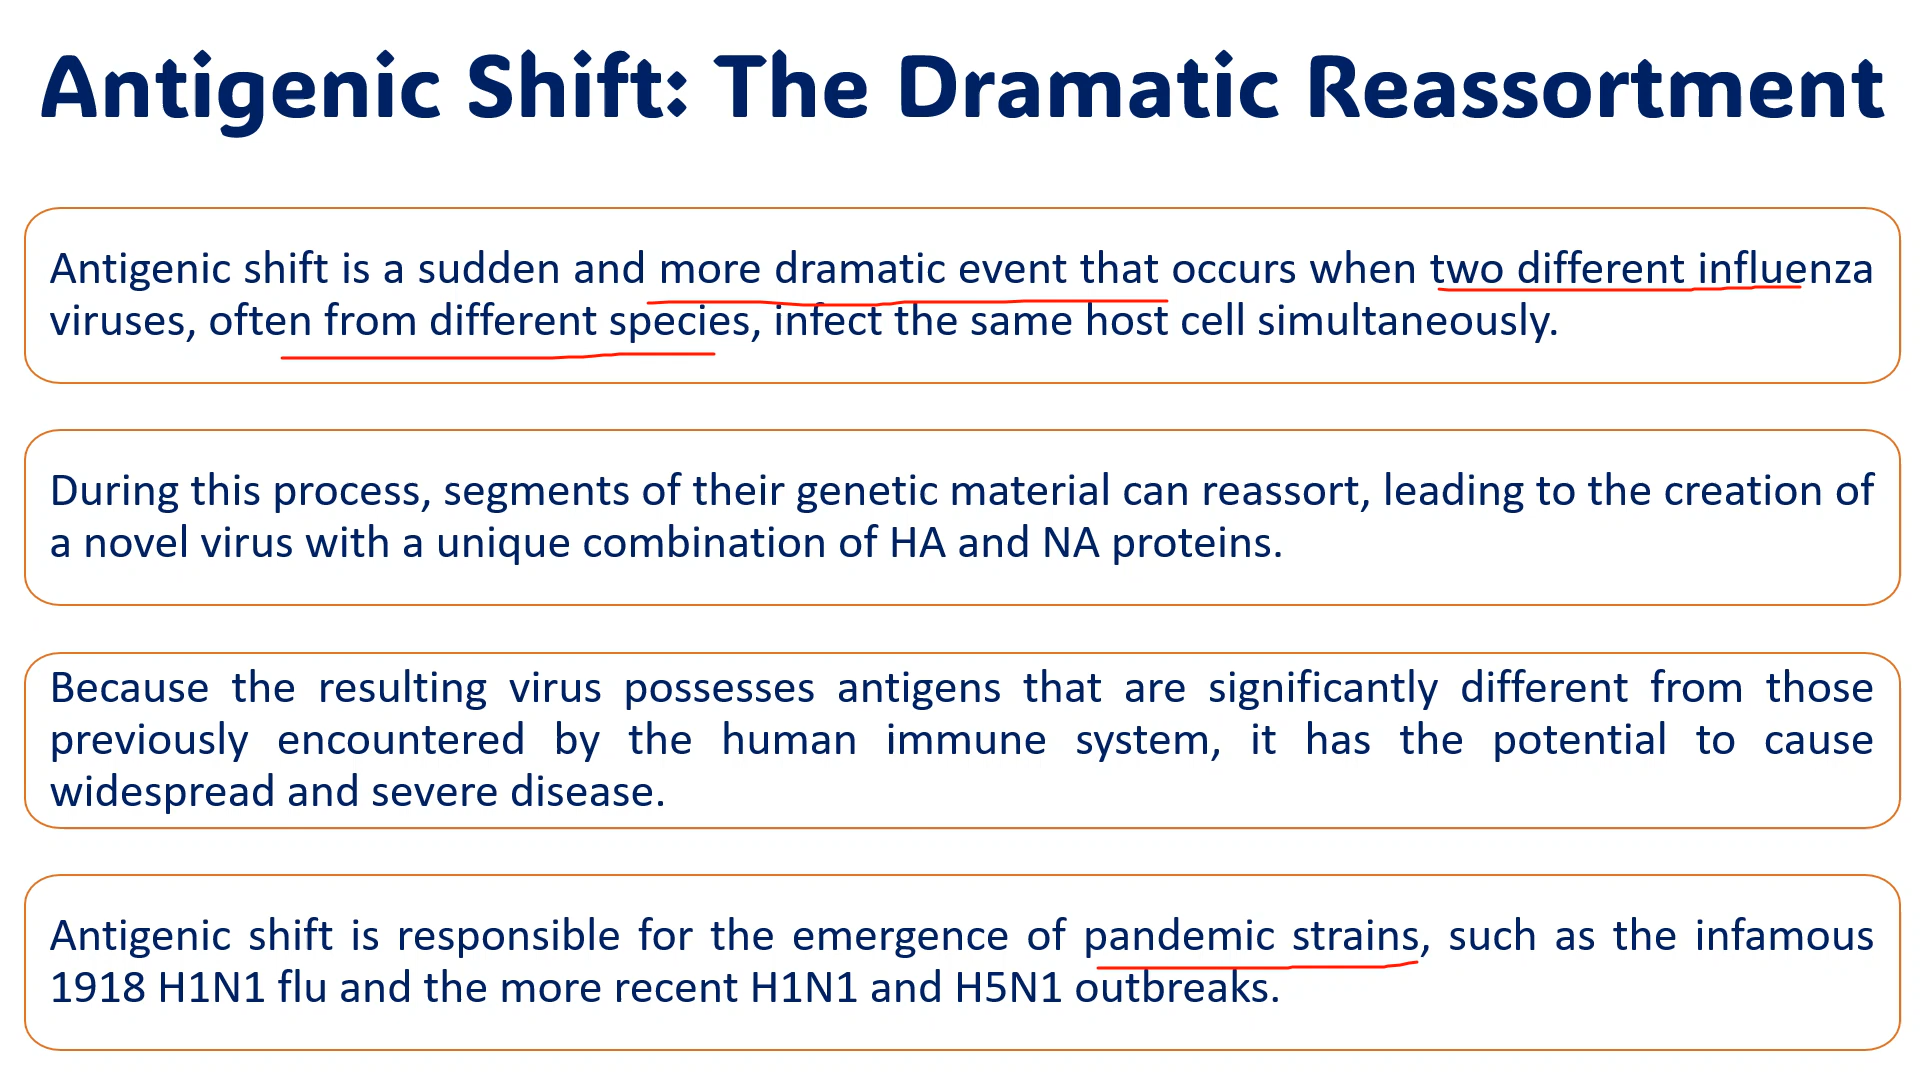 Antigenic Shift: The Dramatic Reassortment
Antigenic shift is a sudden and more dramatic event that occurs when two different influenza
viruses, often from different species, infect the same host cell simultaneously.
During this process, segments of their genetic material can reassort, leading to the creation of
a novel virus with a unique combination of HA and NA proteins.
Because the resulting virus possesses antigens that are significantly different from those
previously encountered by the human immune system, it has the potential to cause
widespread and severe disease.
Antigenic shift is responsible for the emergence of pandemic strains, such as the infamous
1918 H1N1 flu and the more recent H1N1 and H5N1 outbreaks.